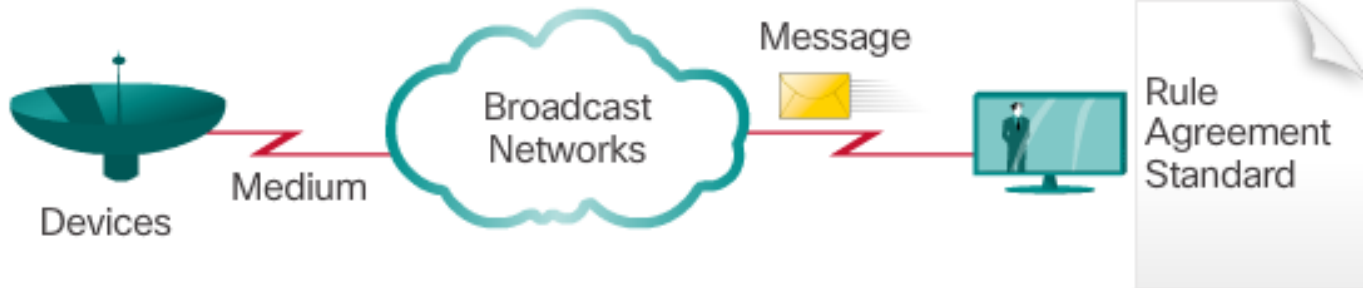 Message
Broadcast
Networks
Rule
Agreement
Standard
Medium
Devices